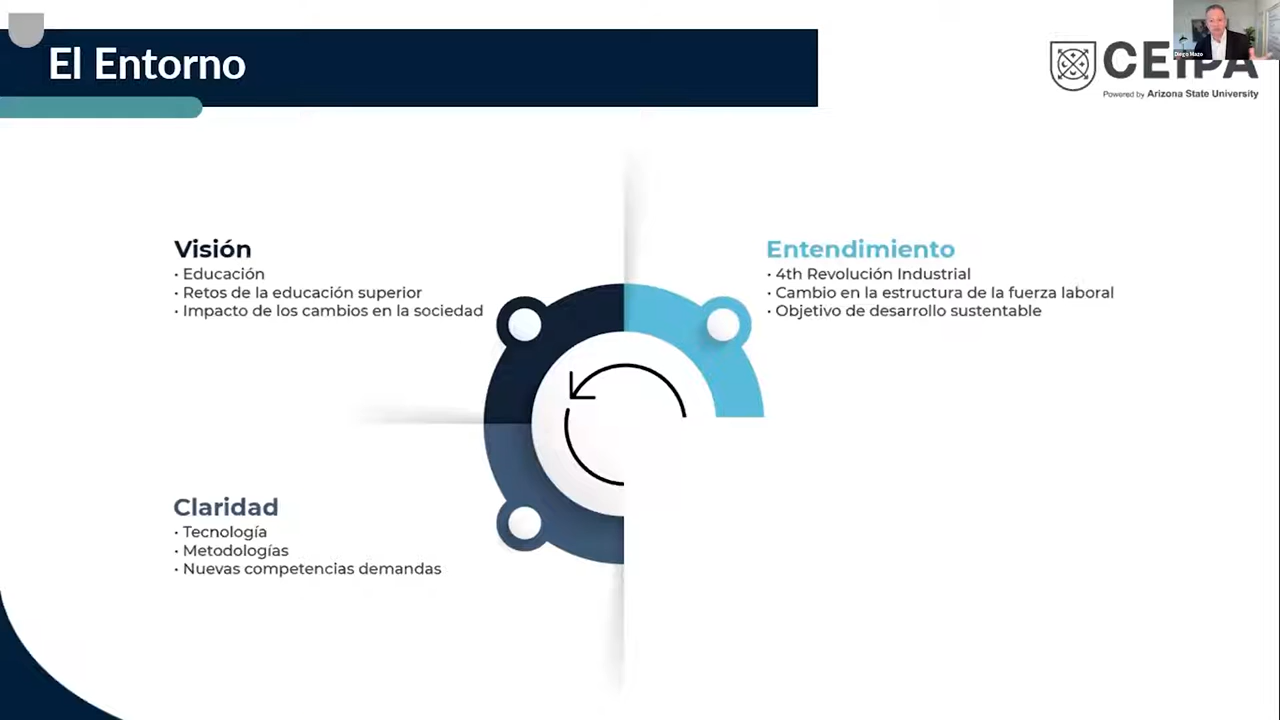 El Entorno
Diego Mazo
CEIPA
Powered by Arizona State University
Visión
• Educación
• Retos de la educación superior
• Impacto de los cambios en la sociedad
Entendimiento
• 4th Revolución Industrial
• Cambio en la estructura de la fuerza laboral
• Objetivo de desarrollo sustentable
Claridad
• Tecnología
• Metodologías
• Nuevas competencias demandas